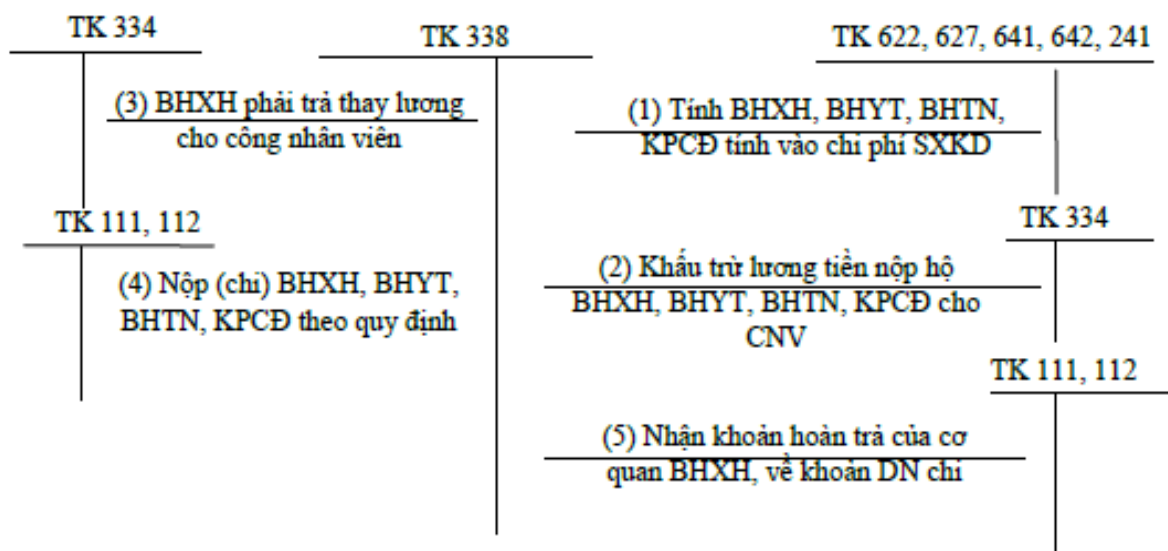 TK 334
TK 338
TK 622, 627, 641, 642, 241
(3) BHXH phải trả thay lương
cho công nhân viên
(1) Tính BHXH, BHYT, BHTN,
KPCĐ tính vào chi phí SXKD
TK 111, 112
TK 334
(4) Nộp (chi) BHXH, BHYT,
BHTN, KPCĐ theo quy định
(2) Khấu trừ lương tiền nộp hộ
BHXH, BHYT, BHTN, KPCĐ cho
CNV
TK 111, 112
(5) Nhận khoản hoàn trả của cơ
quan BHXH, về khoản DN chi